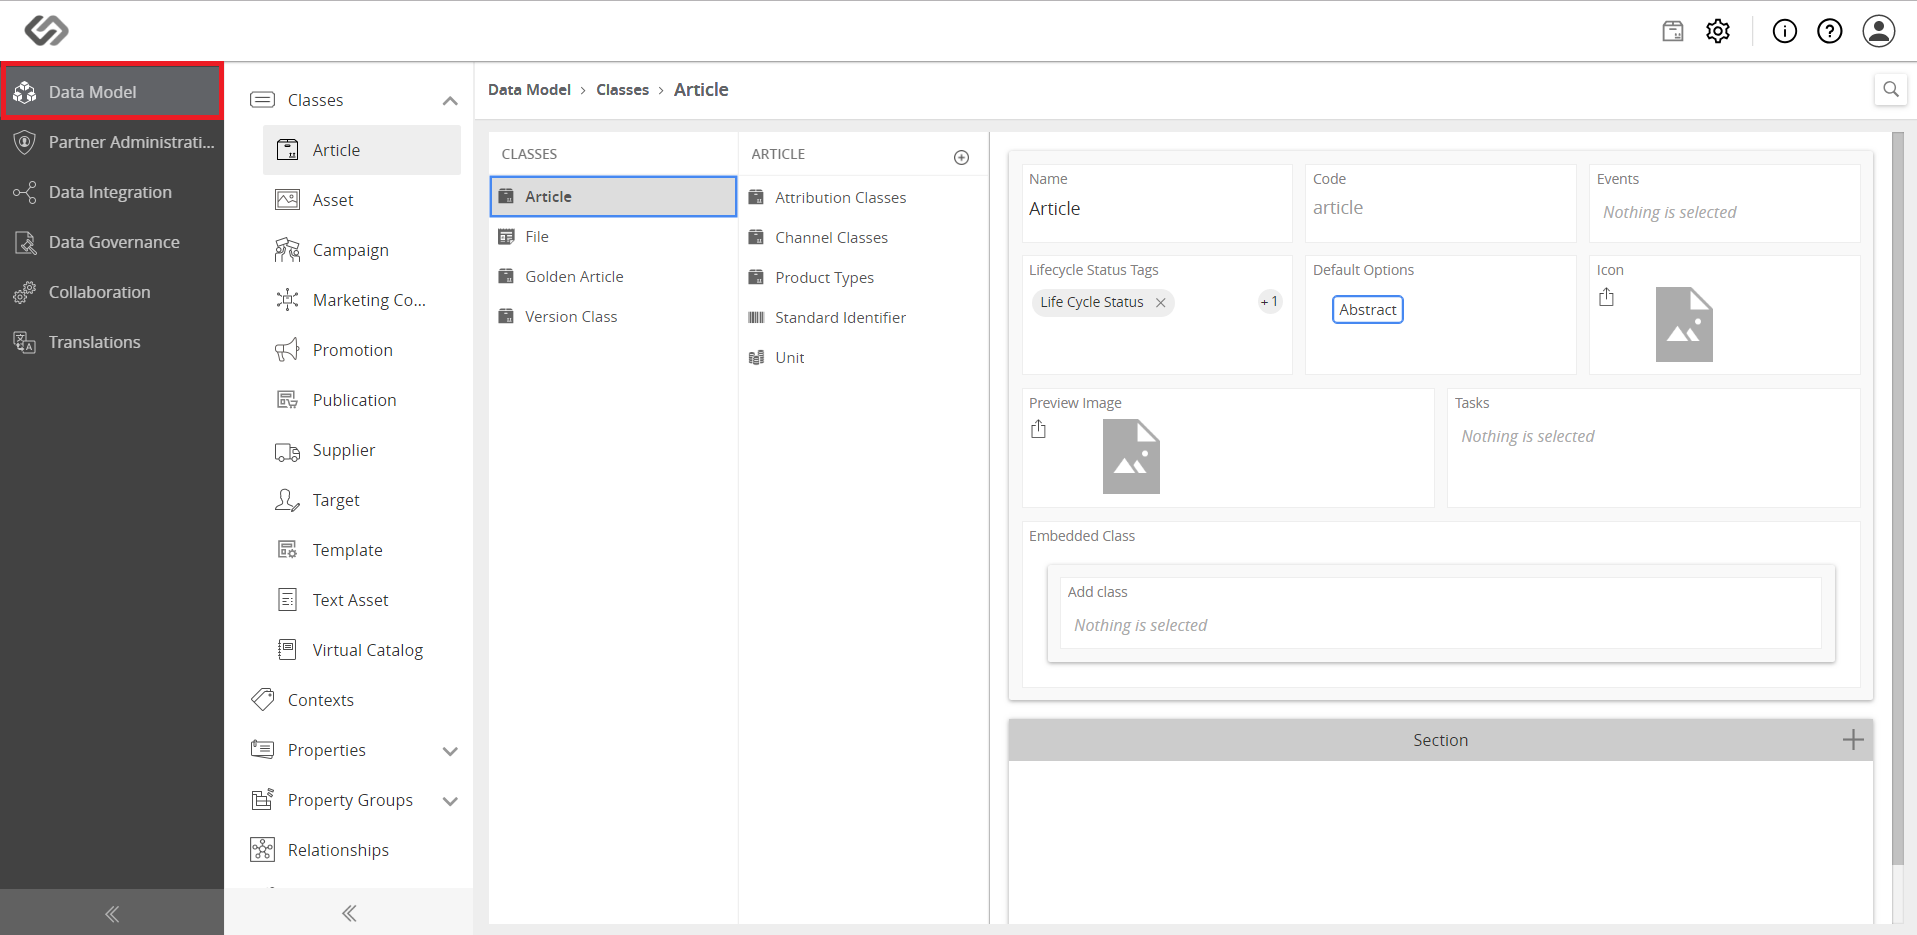 Data Model
Partner Administrati...
Data Integration
Data Governance
Collaboration
Translations
Classes
Article
Asset
Campaign
Marketing Co...
Promotion
Publication
Supplier
Target
Template
Text Asset
Virtual Catalog
Contexts
Properties
Property Groups
Relationships
Data Model > Classes > Article
CLASSES
Article
File
Golden Article
Version Class
ARTICLE
Attribution Classes
Channel Classes
Product Types
Standard Identifier
Unit
Name
Article
Code
article
Events
Nothing is selected
Lifecycle Status Tags
Life Cycle Status
+1
Default Options
Abstract
Icon
Preview Image
Tasks
Nothing is selected
Embedded Class
Add class
Nothing is selected
Section